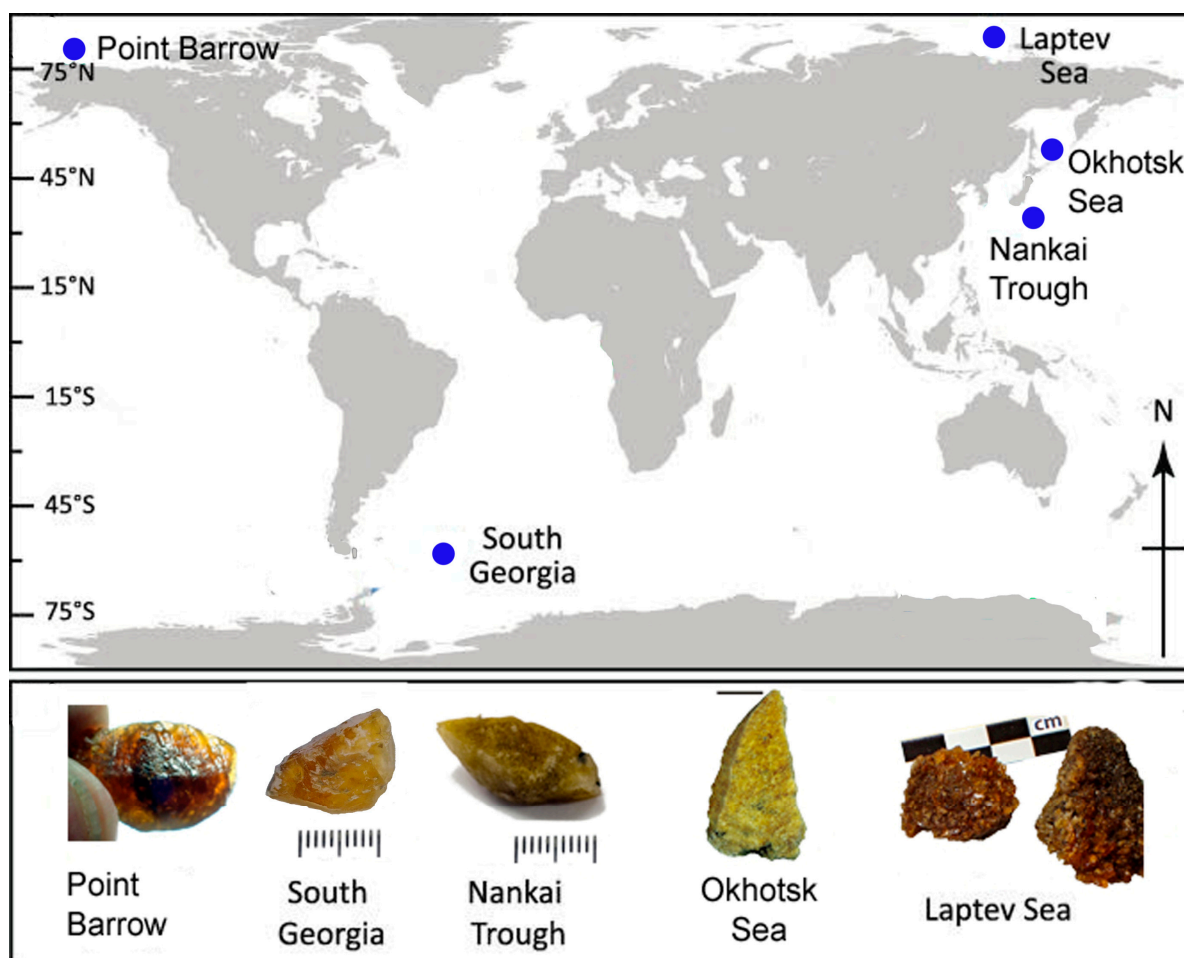 Point Barrow
75°N
Laptev
Sea
45°N
Okhotsk
Sea
Nankai
Trough
15°N
15°S
N
45°S
South
Georgia
75°S
cm
Point
Barrow
South
Georgia
Nankai
Trough
Okhotsk
Sea
Laptev Sea